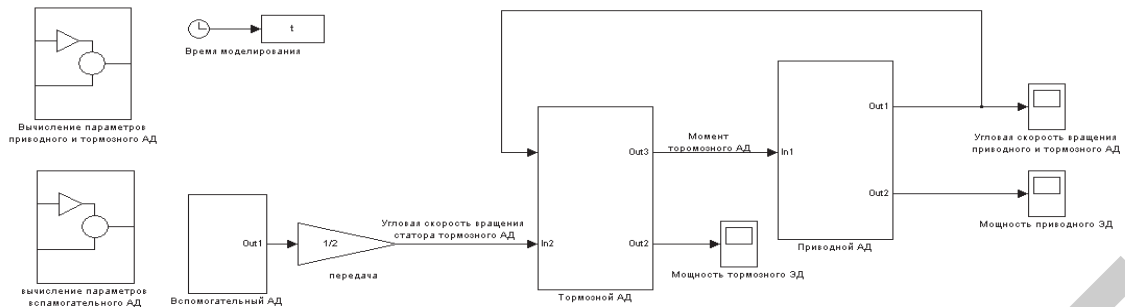 t
Время моделирования
Вычисление параметров
приводного и тормозного АД
вычисление параметров
вспамогательного АД
Out1
Вспомогательный АД
1/2
передача
Угловая скорость вращения
статора тормозного АД
In2
Out3
Out2
Тормозной АД
Момент
торомозного АД
Мощность тормозного ЭД
In1
Out1
Out2
Приводной АД
Угловая скорость вращения
приводного и тормозного АД
Мощность приводного ЭД